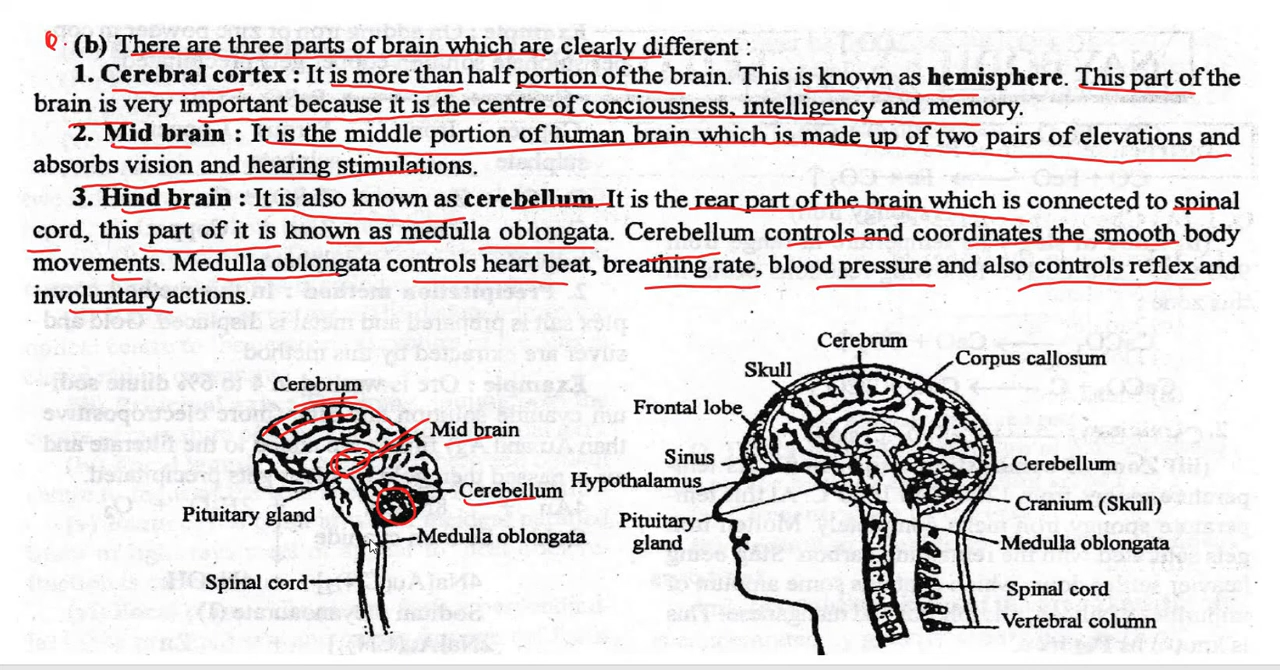 Q. (b) There are three parts of brain which are clearly different :
1. Cerebral cortex : It is more than half portion of the brain. This is known as hemisphere. This part of the
brain is very important because it is the centre of consciousness, intelligency and memory.
2. Mid brain : It is the middle portion of human brain which is made up of two pairs of elevations and
absorbs vision and hearing stimulations.
3. Hind brain : It is also known as cerebellum. It is the rear part of the brain which is connected to spinal
cord, this part of it is known as medulla oblongata. Cerebellum controls and coordinates the smooth body
movements. Medulla oblongata controls heart beat, breathing rate, blood pressure and also controls reflex and
involuntary actions.
Cerebrum
Mid brain
Cerebellum
Pituitary gland
Medulla oblongata
Spinal cord
Cerebrum
Corpus callosum
Skull
Frontal lobe
Sinus
Hypothalamus
Pituitary
gland
Cerebellum
Cranium (Skull)
Medulla oblongata
Spinal cord
Vertebral column